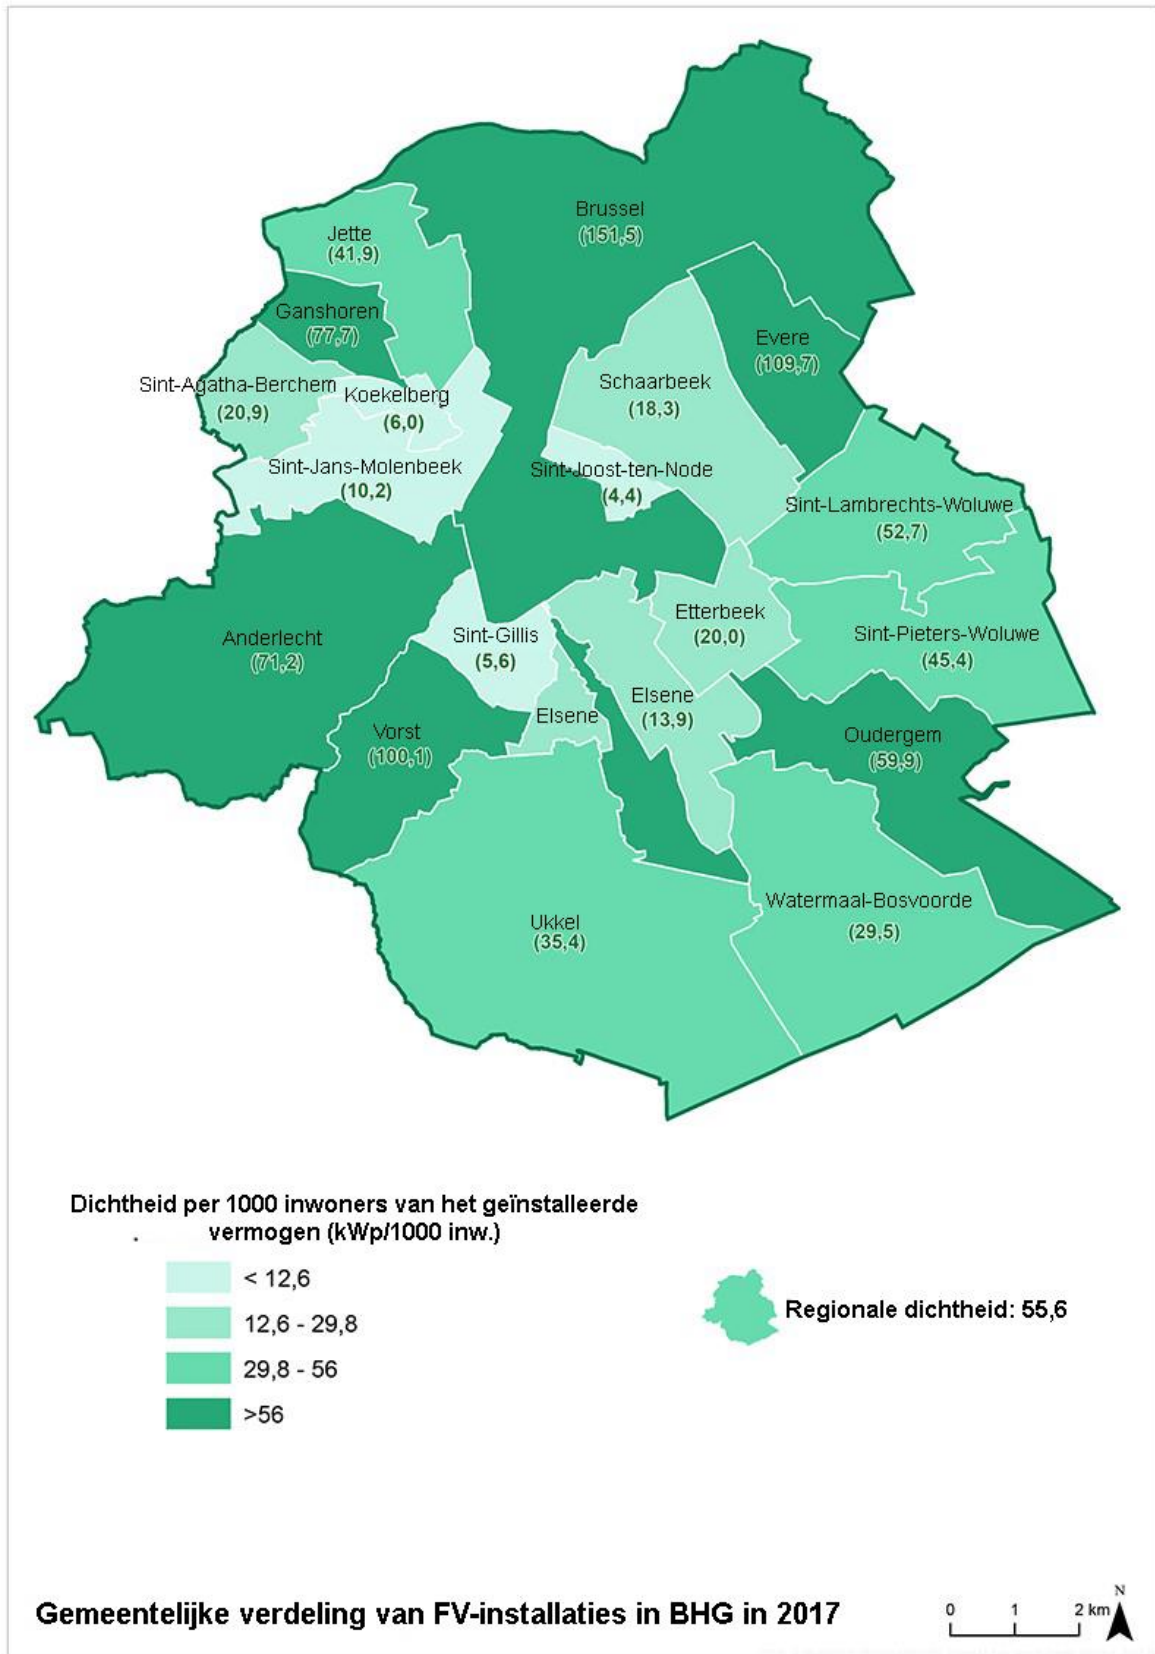 Brussel
(151,5)
Jette
(41,9)
Ganshoren
(77,7)
Evere
(109,7)
Sint-Agatha-Berchem
(20,9)
Koekelberg
(6,0)
Schaarbeek
(18,3)
Sint-Jans-Molenbeek
(10,2)
Sint-Joost-ten-Node
(4,4)
Sint-Lambrechts-Woluwe
(52,7)
Anderlecht
(71,2)
Sint-Gillis
(5,6)
Etterbeek
(20,0)
Sint-Pieters-Woluwe
(45,4)
Elsene
(13,9)
Elsene
Vorst
(100,1)
Oudergem
(59,9)
Ukkel
(35,4)
Watermaal-Bosvoorde
(29,5)
Dichtheid per 1000 inwoners van het geïnstalleerde
vermogen (kWp/1000 inw.)
< 12,6
12,6 - 29,8
29,8 - 56
>56
Regionale dichtheid: 55,6
Gemeentelijke verdeling van FV-installaties in BHG in 2017
0 1 2 km
N